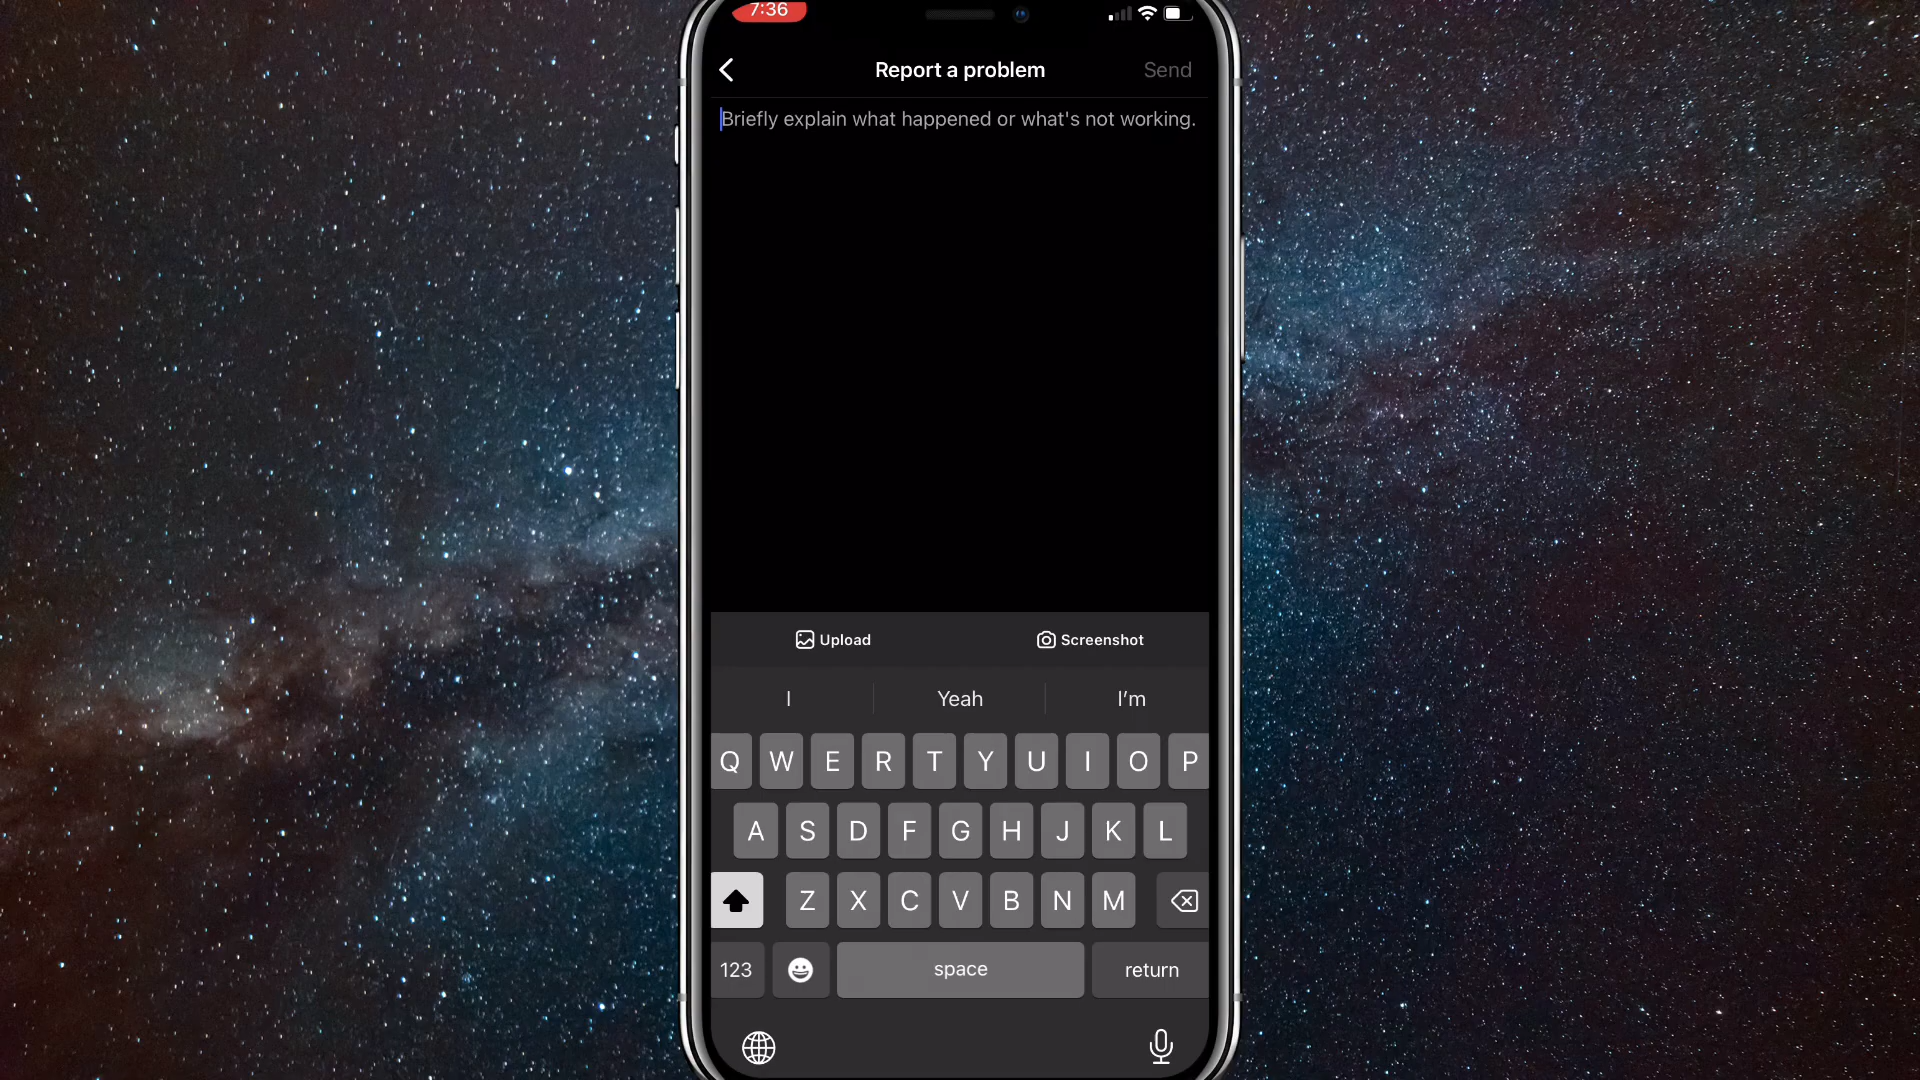 7:36
Report a problem
Send
Briefly explain what happened or what's not working.
Upload
Screenshot
I
Yeah
I'm
Q W E R T Y U I O P
A S D F G H J K L
Z X C V B N M
123
space
return